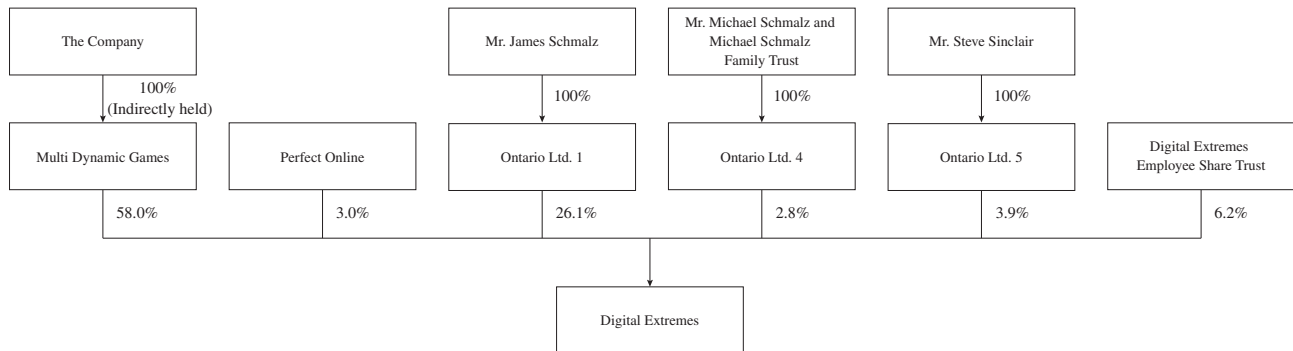 The Company
Mr. James Schmalz
Mr. Michael Schmalz and
Michael Schmalz
Family Trust
Mr. Steve Sinclair
100%
(Indirectly held)
100%
100%
100%
Multi Dynamic Games
Perfect Online
Ontario Ltd. 1
Ontario Ltd. 4
Ontario Ltd. 5
Digital Extremes
Employee Share Trust
58.0%
3.0%
26.1%
2.8%
3.9%
6.2%
Digital Extremes